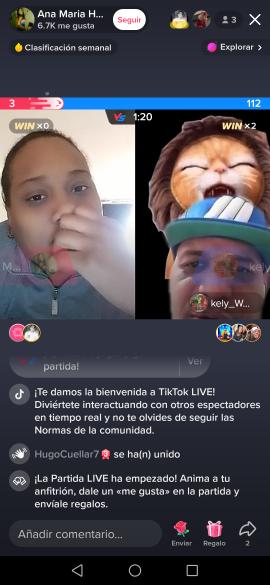 Ana Maria H...
6.7K me gusta
Seguir
3
Clasificación semanal
Explorar >
3
112
WIN ×0
VS 1:20
WIN ×2
M...
kely_W...
kely_W
partida!
Ver
¡Te damos la bienvenida a TikTok LIVE!
Diviértete interactuando con otros espectadores
en tiempo real y no te olvides de seguir las
Normas de la comunidad.
HugoCuellar7 se ha(n) unido
¡La Partida LIVE ha empezado! Anima a tu
anfitrión, dale un «me gusta» en la partida y
envíale regalos.
Añadir comentario...
Enviar
Regalo
2